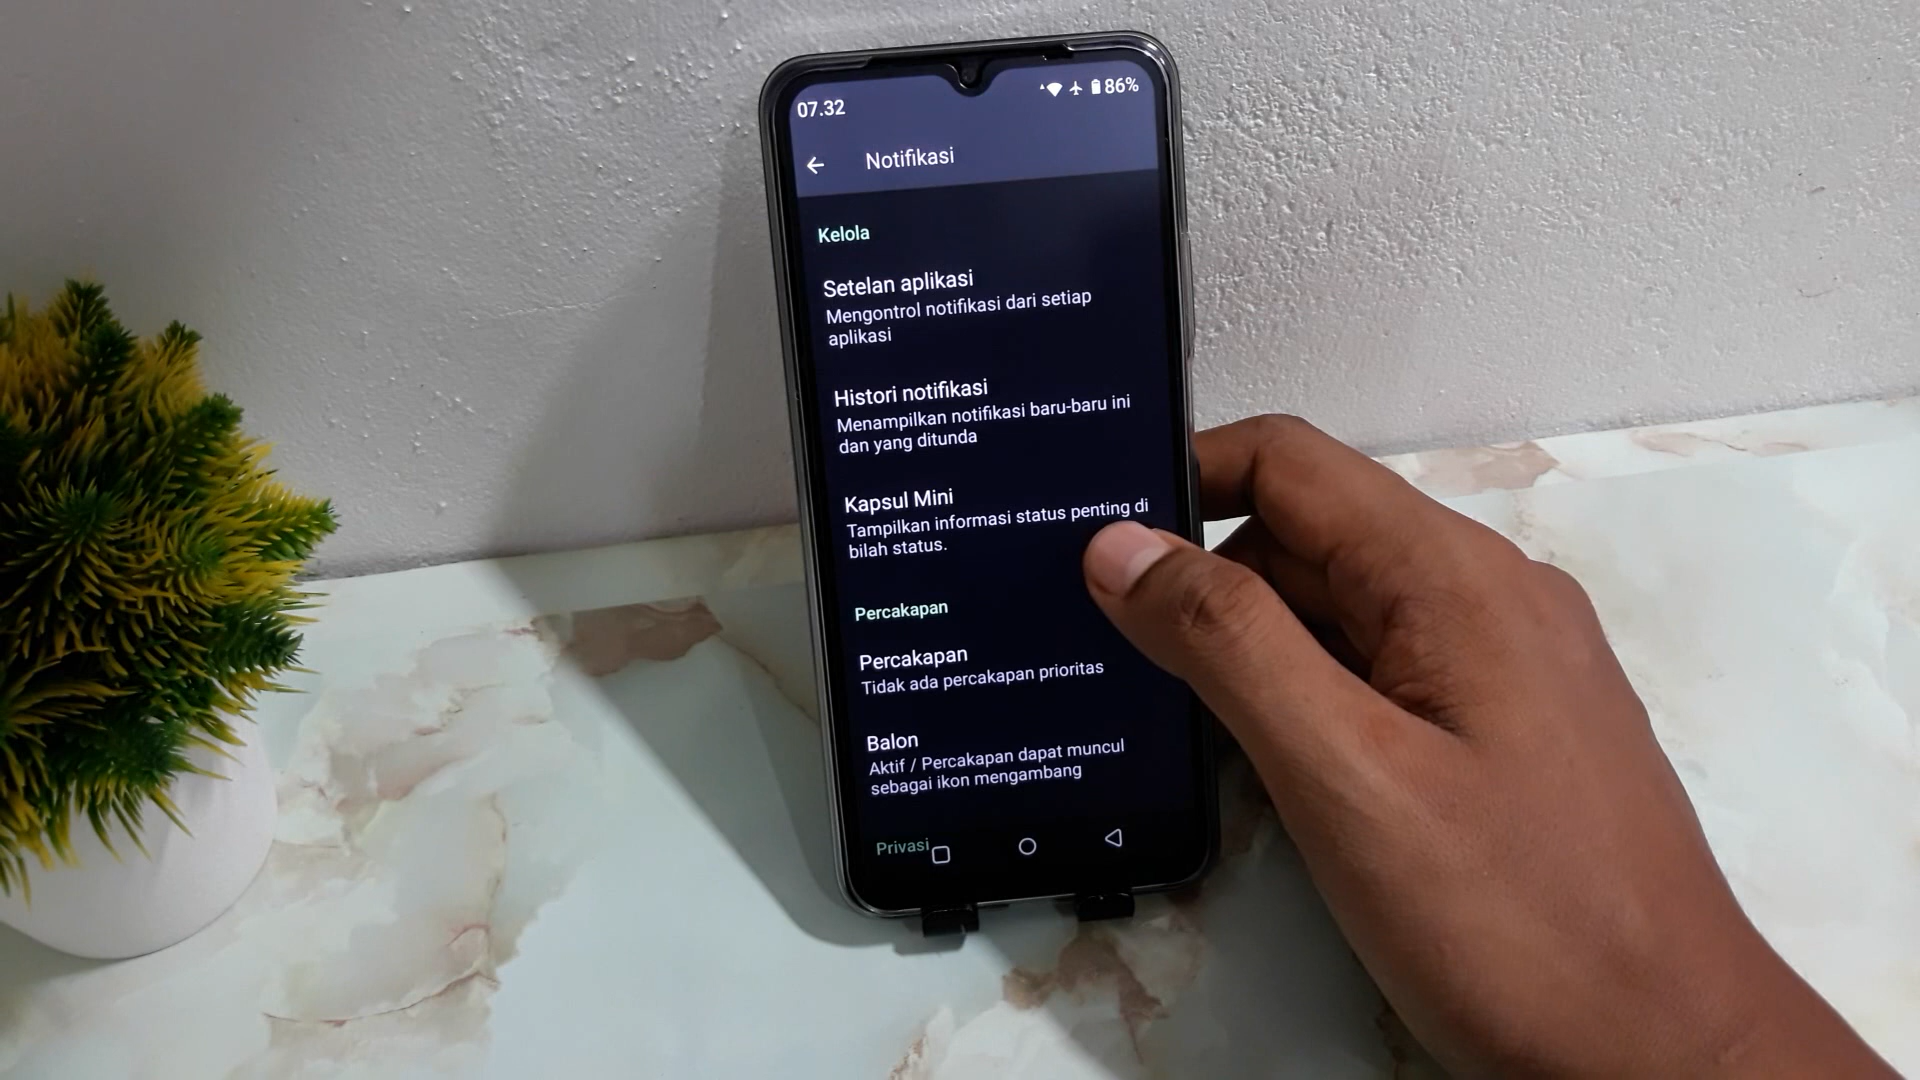 07.32
86%
Notifikasi
Kelola
Setelan aplikasi
Mengontrol notifikasi dari setiap
aplikasi
Histori notifikasi
Menampilkan notifikasi baru-baru ini
dan yang ditunda
Kapsul Mini
Tampilkan informasi status penting di
bilah status.
Percakapan
Percakapan
Tidak ada percakapan prioritas
Balon
Aktif / Percakapan dapat muncul
sebagai ikon mengambang
Privasi